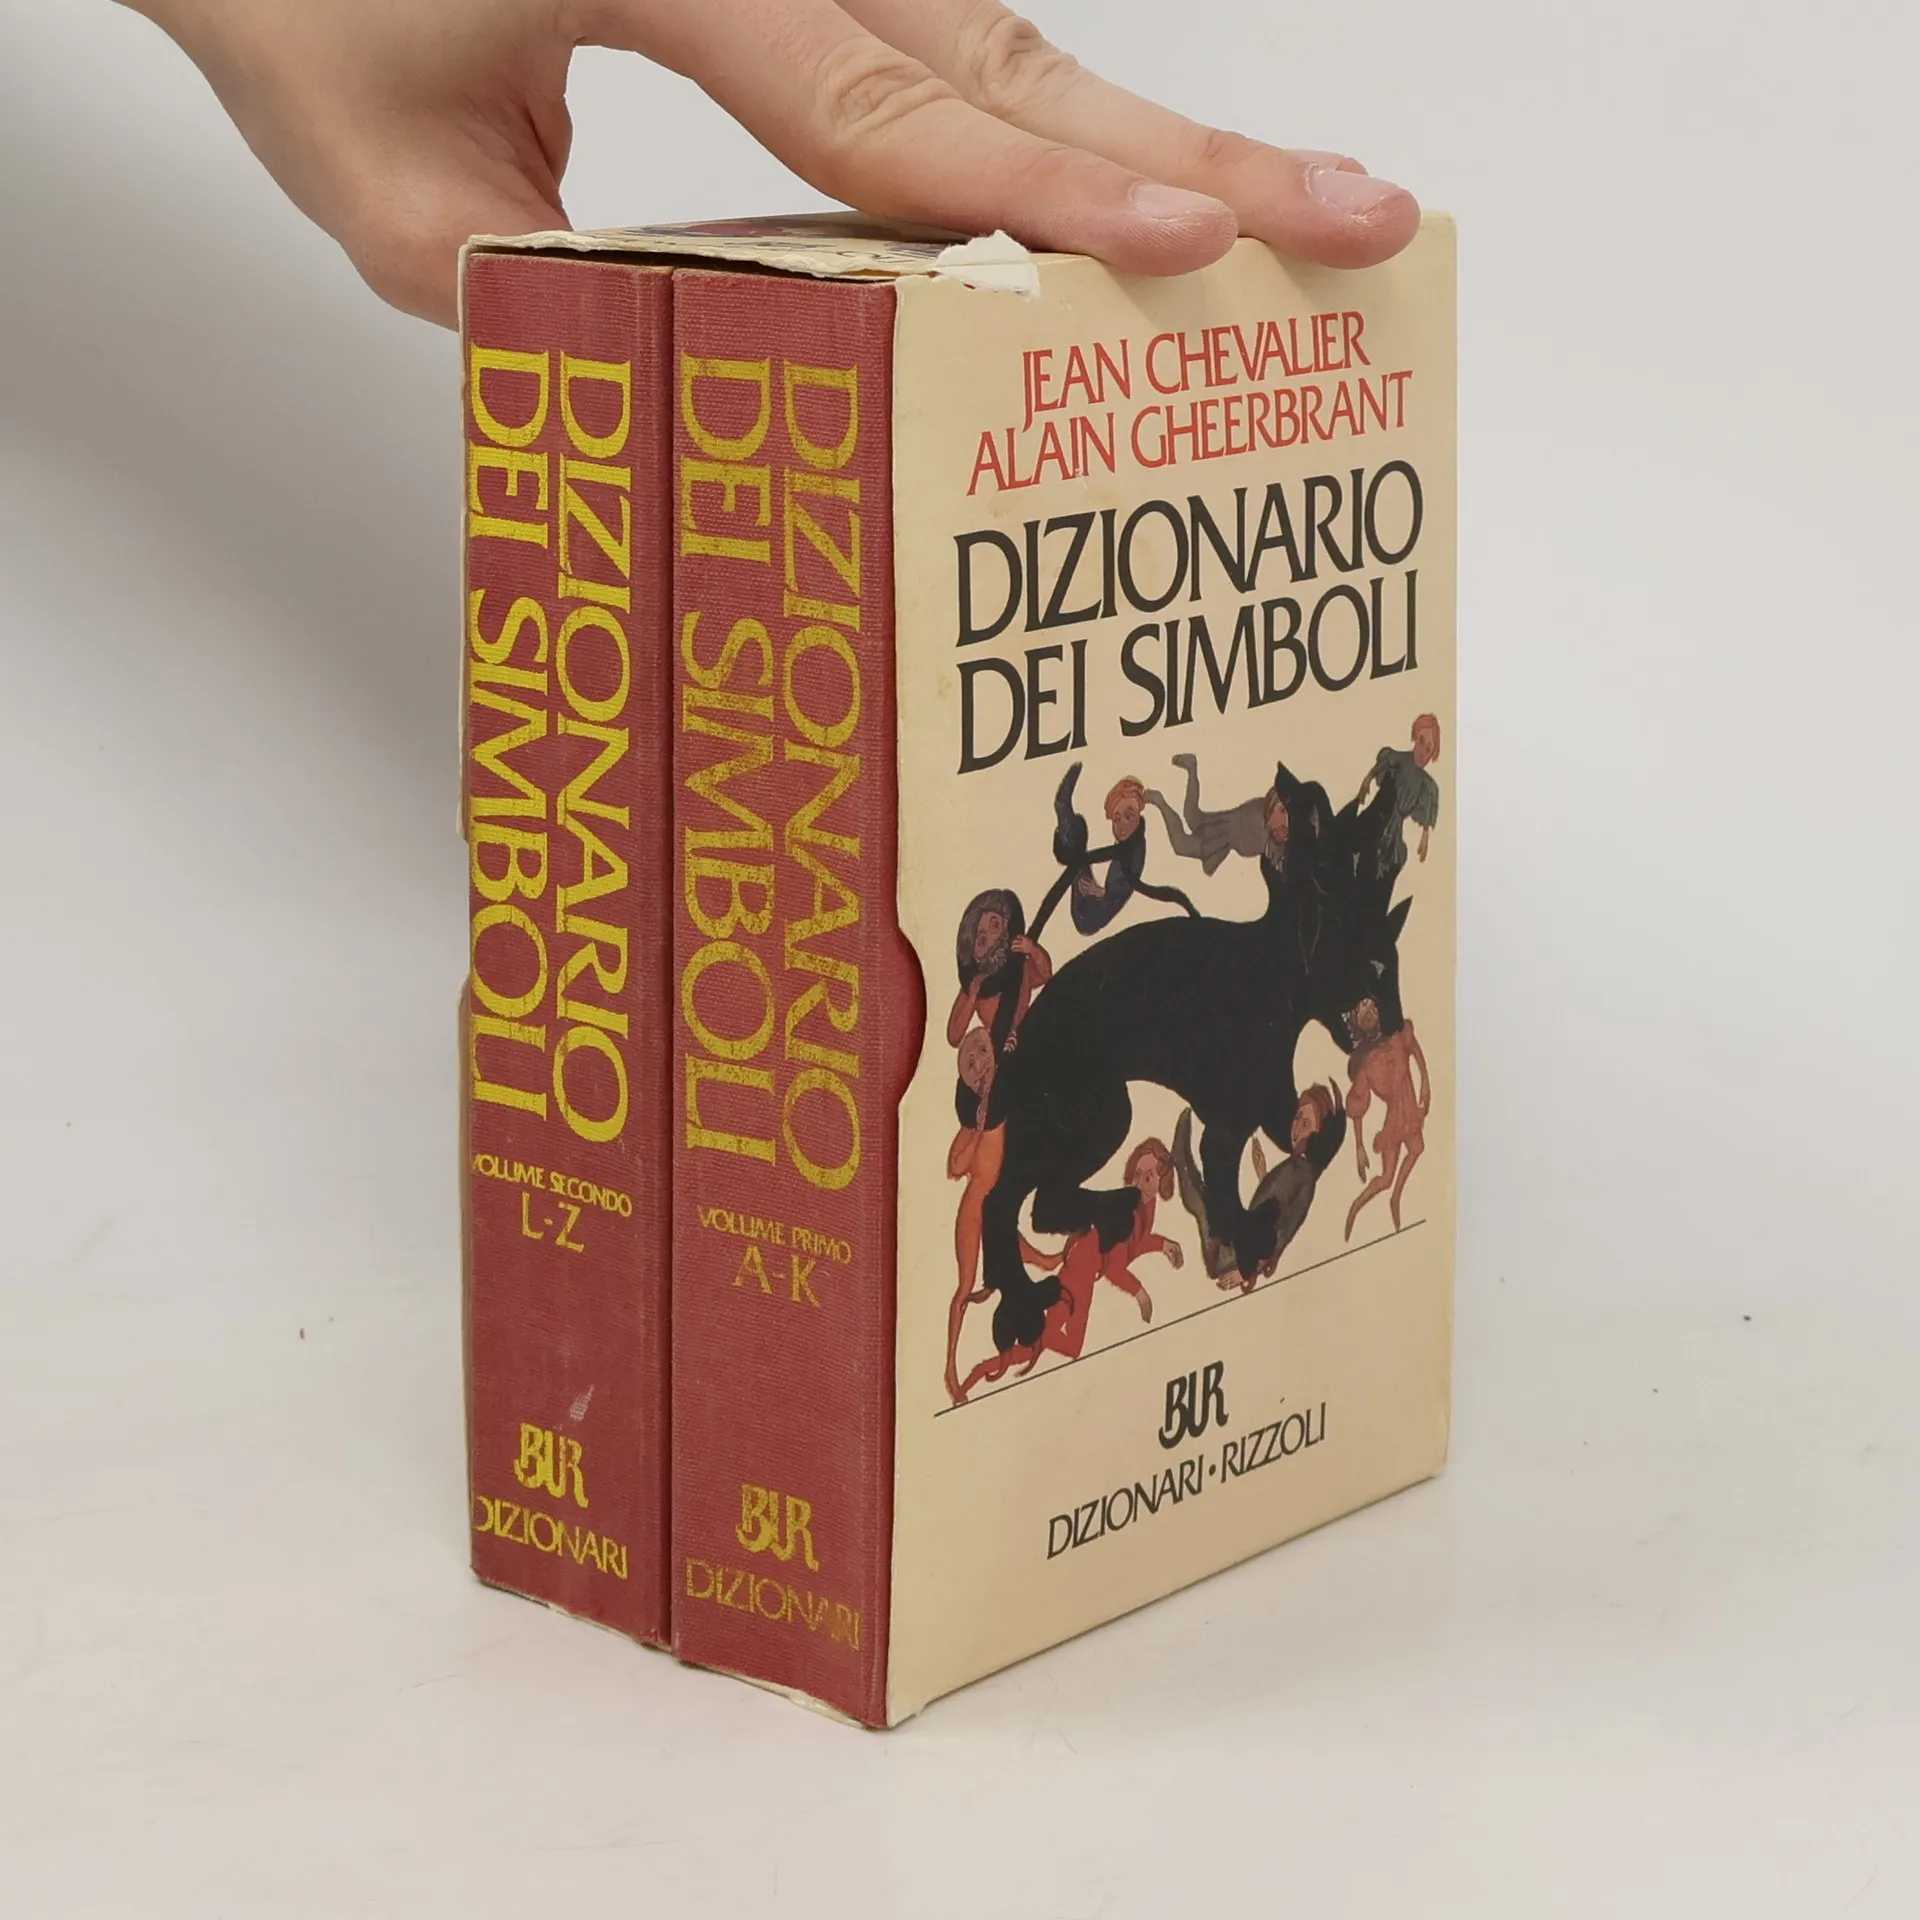 DIZIONARIO
DEI SIMBOLI
VOLUME SECONDO
L-Z
BUR
DIZIONARI
DIZIONARIO
DEI SIMBOLI
VOLUME PRIMO
A-K
BUR
DIZIONARI
JEAN CHEVALIER
ALAIN GHEERBRANT
DIZIONARIO
DEI SIMBOLI
BUR
DIZIONARI·RIZZOLI